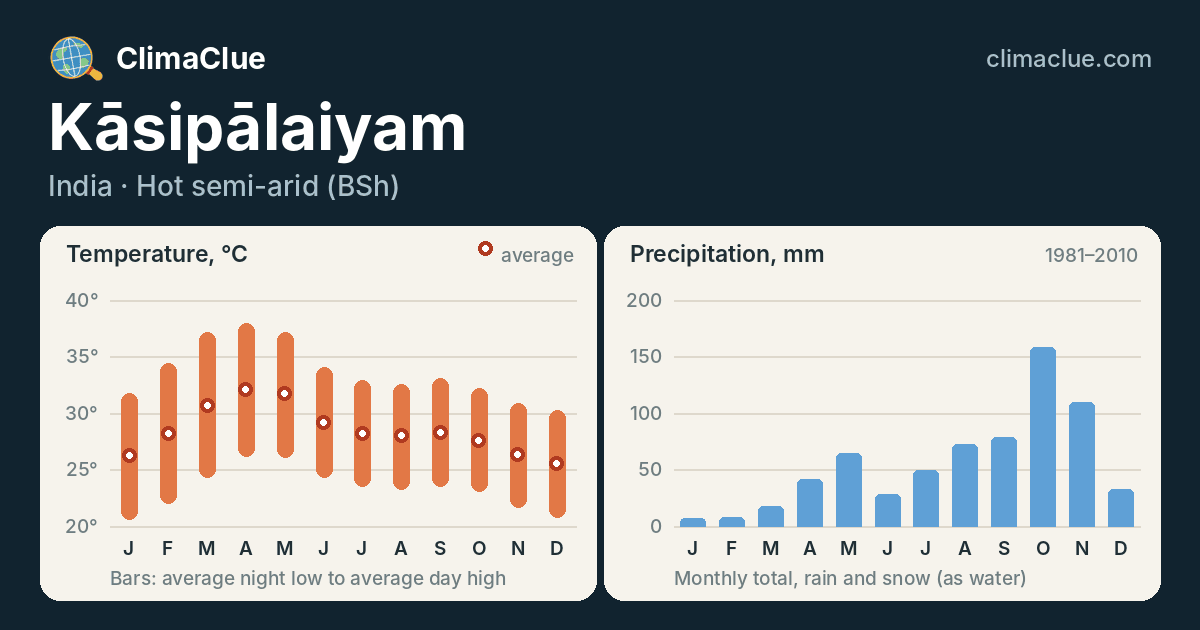 ClimaClue
climaclue.com
Kāsipālaiyam
India · Hot semi-arid (BSh)
Temperature, °C
average
40°
35°
30°
25°
20°
J F M A M J J A S O N D
Bars: average night low to average day high
Precipitation, mm
1981–2010
200
150
100
50
0
J F M A M J J A S O N D
Monthly total, rain and snow (as water)